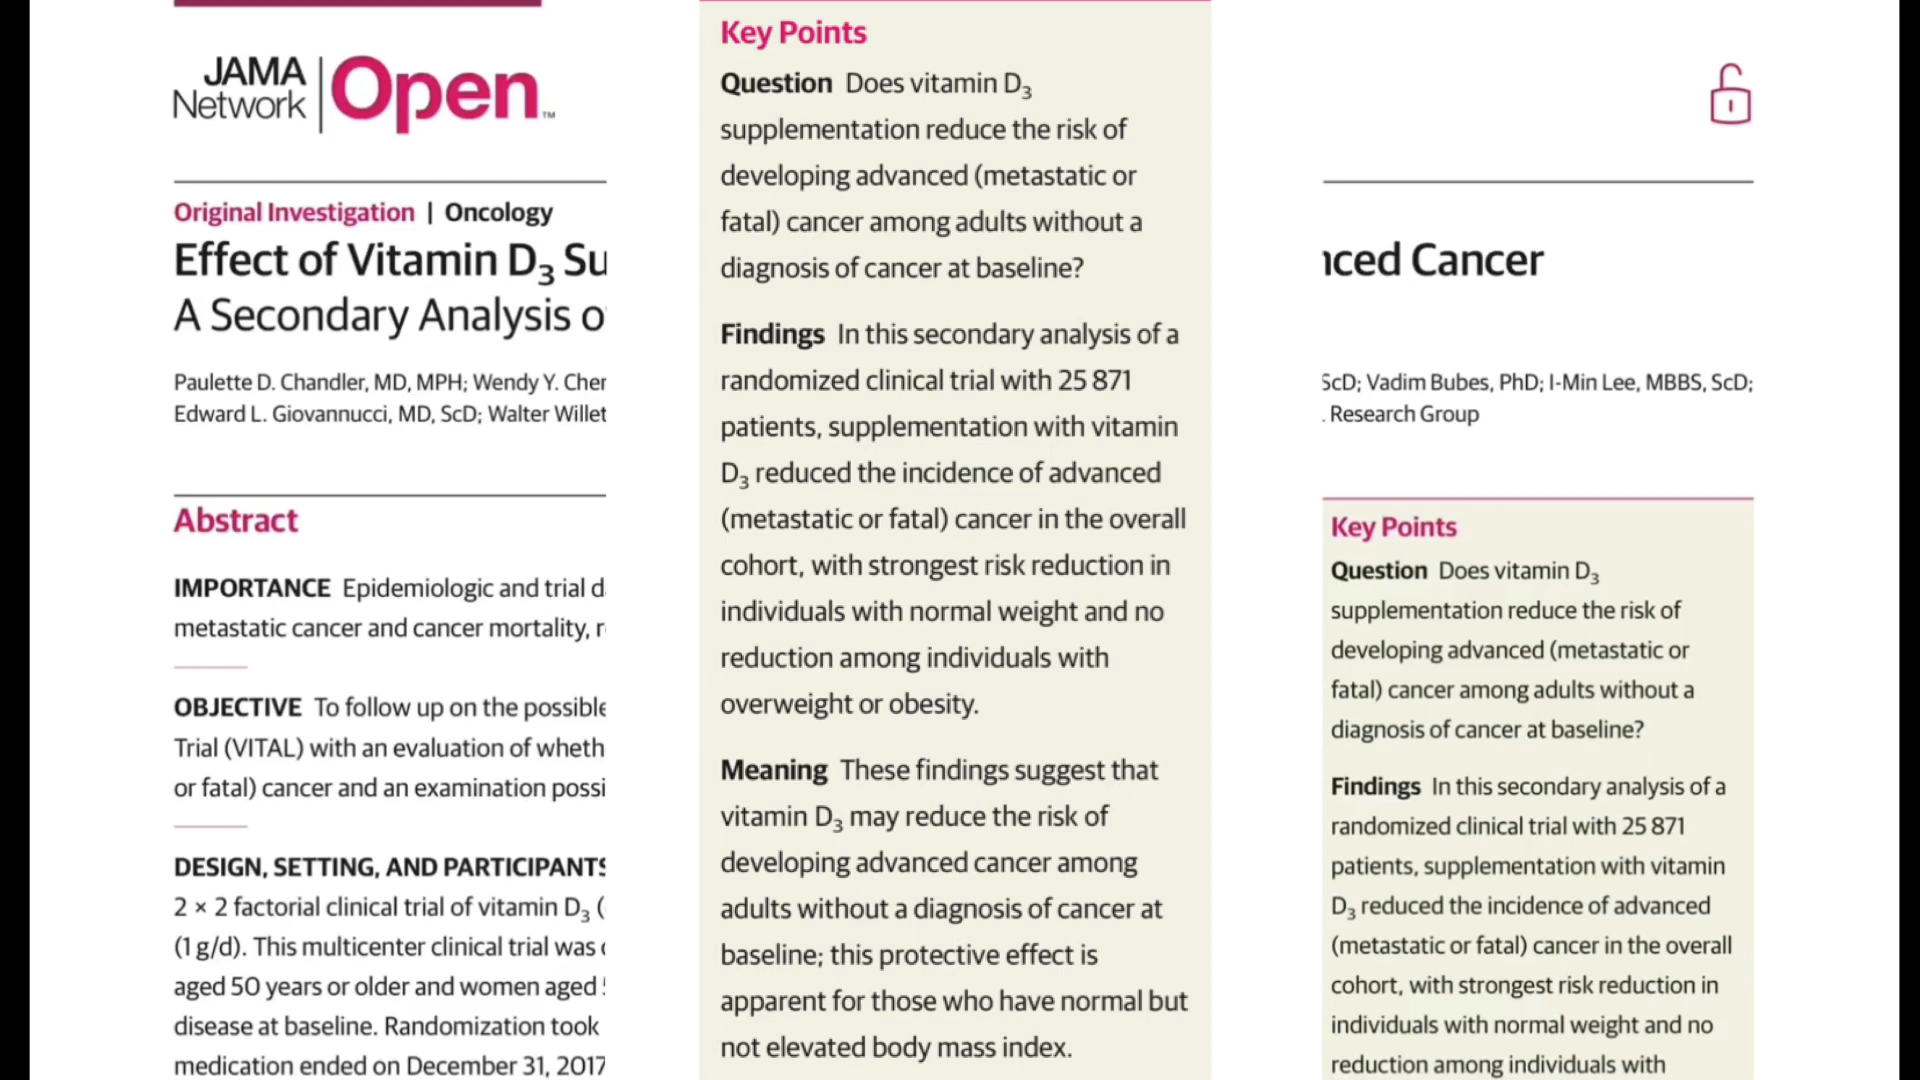 JAMA
Network
Open
™
Original Investigation | Oncology
Effect of Vitamin D₃ Su
A Secondary Analysis o
Paulette D. Chandler, MD, MPH; Wendy Y. Cher
Edward L. Giovannucci, MD, ScD; Walter Willet
Abstract
IMPORTANCE Epidemiologic and trial d
metastatic cancer and cancer mortality, r
OBJECTIVE To follow up on the possible
Trial (VITAL) with an evaluation of wheth
or fatal) cancer and an examination possi
DESIGN, SETTING, AND PARTICIPANTS
2 × 2 factorial clinical trial of vitamin D₃ (
(1 g/d). This multicenter clinical trial was
aged 50 years or older and women aged
disease at baseline. Randomization took
medication ended on December 31, 2017
Key Points
Question Does vitamin D₃
supplementation reduce the risk of
developing advanced (metastatic or
fatal) cancer among adults without a
diagnosis of cancer at baseline?
Findings In this secondary analysis of a
randomized clinical trial with 25 871
patients, supplementation with vitamin
D₃ reduced the incidence of advanced
(metastatic or fatal) cancer in the overall
cohort, with strongest risk reduction in
individuals with normal weight and no
reduction among individuals with
overweight or obesity.
Meaning These findings suggest that
vitamin D₃ may reduce the risk of
developing advanced cancer among
adults without a diagnosis of cancer at
baseline; this protective effect is
apparent for those who have normal but
not elevated body mass index.
nced Cancer
ScD; Vadim Bubes, PhD; I-Min Lee, MBBS, ScD;
. Research Group
Key Points
Question Does vitamin D₃
supplementation reduce the risk of
developing advanced (metastatic or
fatal) cancer among adults without a
diagnosis of cancer at baseline?
Findings In this secondary analysis of a
randomized clinical trial with 25 871
patients, supplementation with vitamin
D₃ reduced the incidence of advanced
(metastatic or fatal) cancer in the overall
cohort, with strongest risk reduction in
individuals with normal weight and no
reduction among individuals with